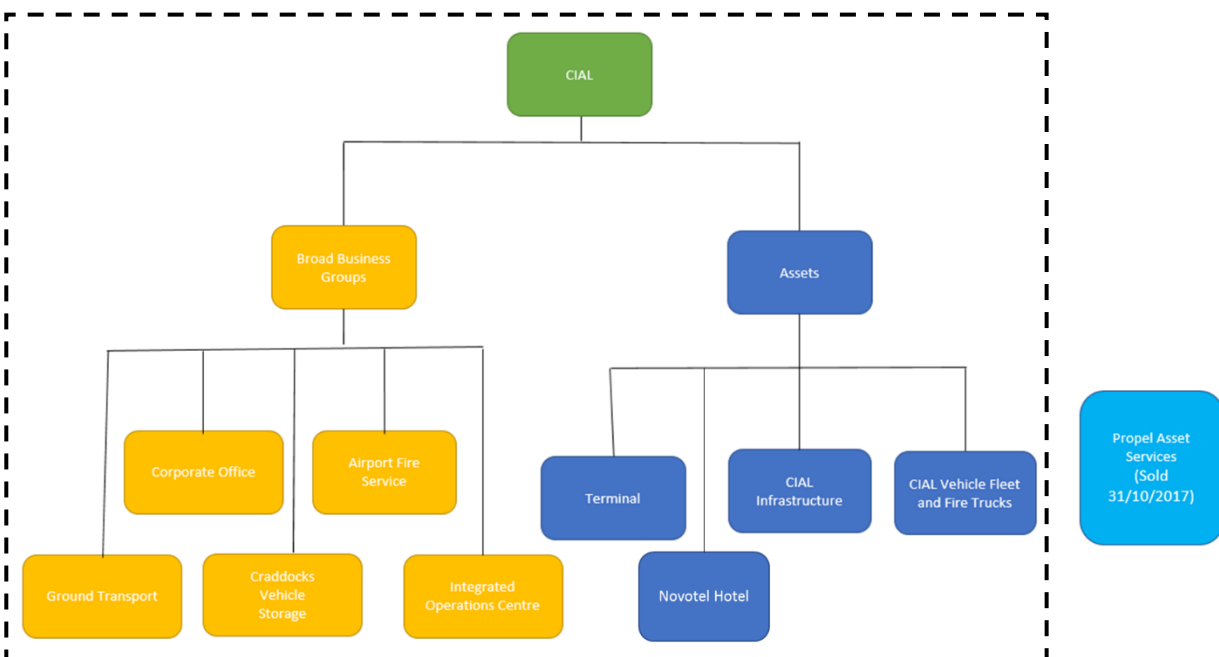 CIAL
Broad Business
Groups
Assets
Corporate Office
Airport Fire
Service
Ground Transport
Craddocks
Vehicle
Storage
Integrated
Operations Centre
Terminal
CIAL
Infrastructure
CIAL Vehicle Fleet
and Fire Trucks
Novotel Hotel
Propel Asset
Services
(Sold
31/10/2017)